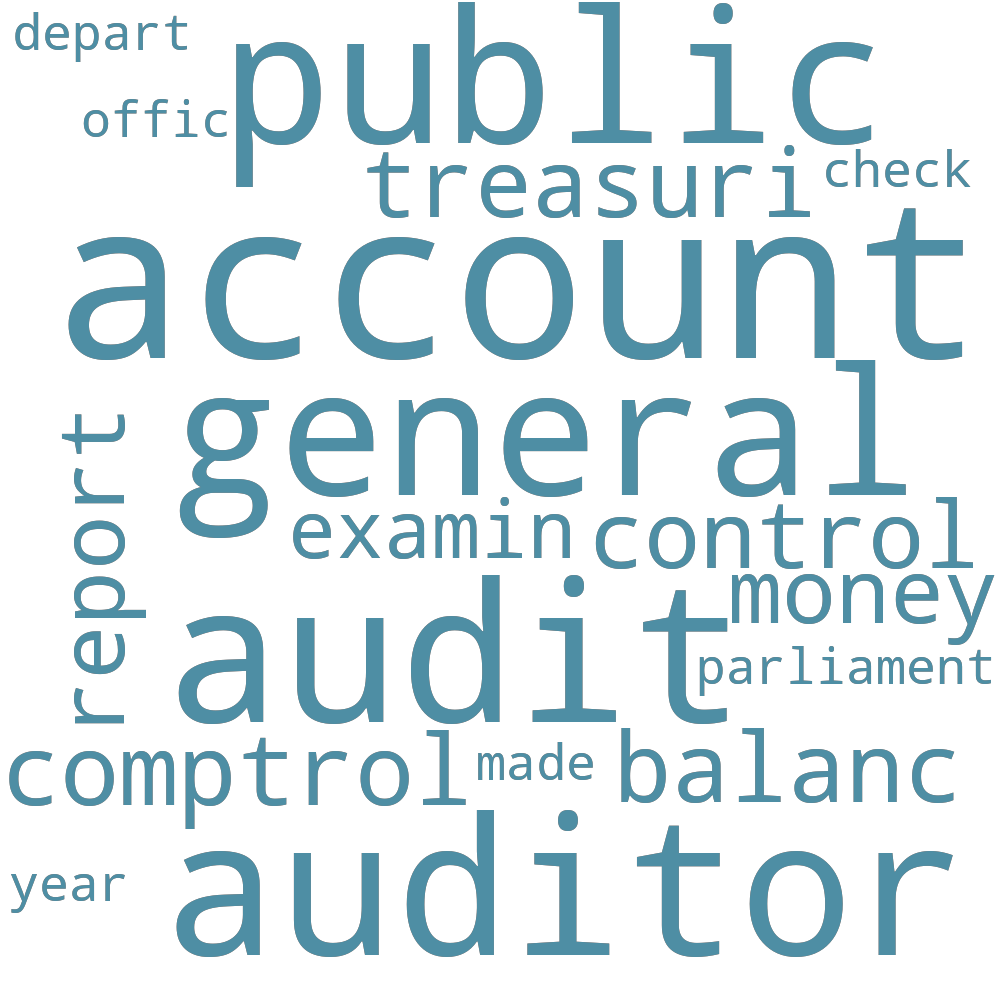 depart
public
offic
treasuri
check
account
general
report
examin
control
money
audit
parliament
comptrol
made
balanc
auditor
year